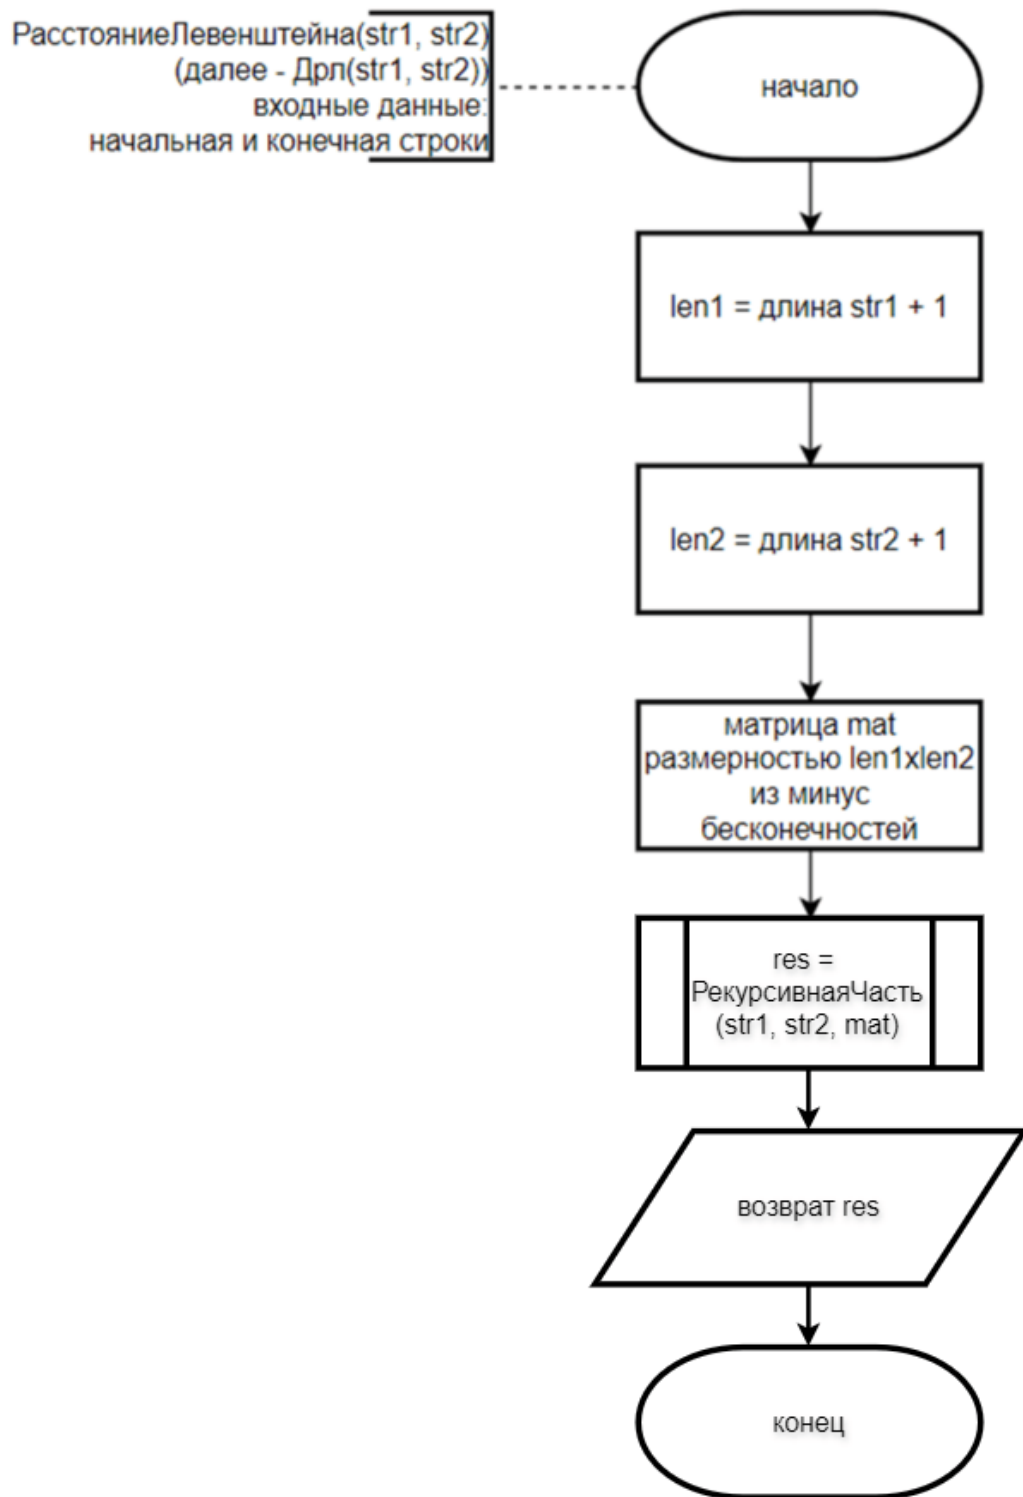 РасстояниеЛевенштейна(str1, str2)
(далее - Дрл(str1, str2))
входные данные:
начальная и конечная строки
начало
len1 = длина str1 + 1
len2 = длина str2 + 1
матрица mat
размерностью len1xlen2
из минус
бесконечностей
res =
РекурсивнаяЧасть
(str1, str2, mat)
возврат res
конец